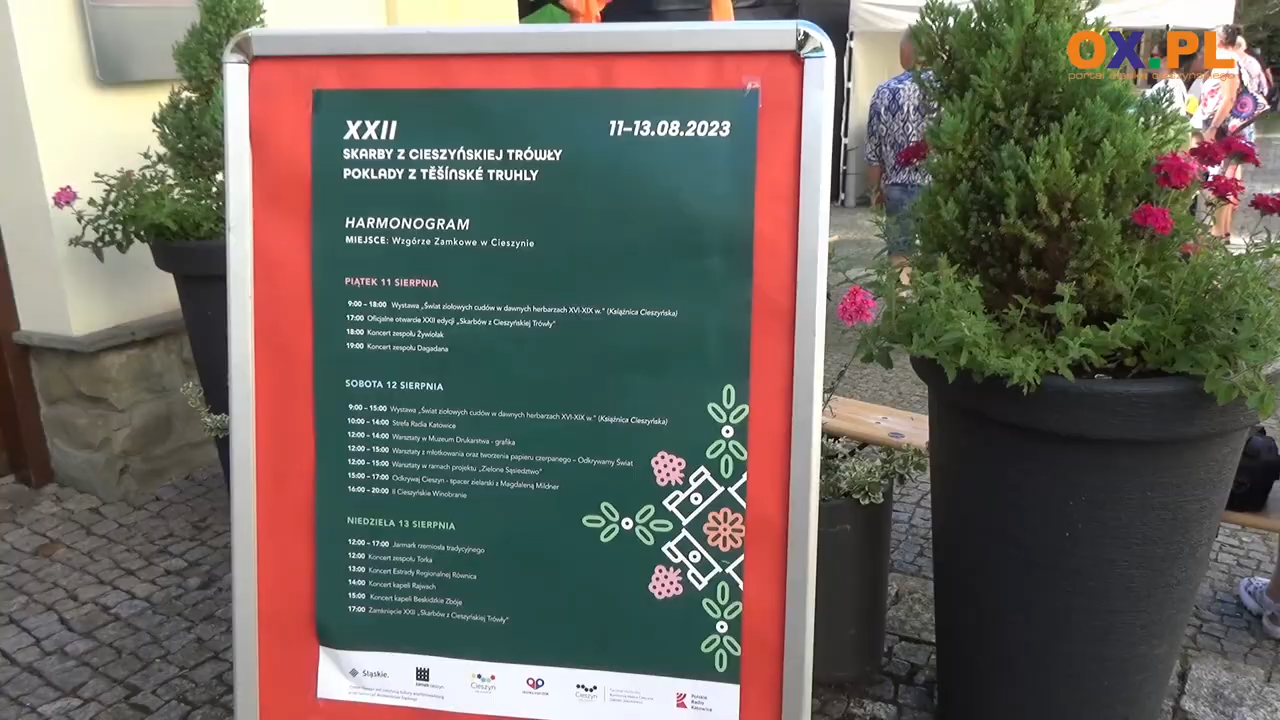 OX.PL
portal śląska cieszyńskiego
XXII
11–13.08.2023
SKARBY Z CIESZYŃSKIEJ TRÓWŁY
POKLADY Z TĚŠÍNSKÉ TRUHLY
HARMONOGRAM
MIEJSCE: Wzgórze Zamkowe w Cieszynie
PIĄTEK 11 SIERPNIA
9:00 – 18:00 Wystawa „Świat ziołowych cudów w dawnych herbarzach XVI-XIX w.” (Książnica Cieszyńska)
17:00 Oficjalne otwarcie XXII edycji „Skarbów z Cieszyńskiej Trówły”
18:00 Koncert zespołu Żywiołak
19:00 Koncert zespołu Dagadana
SOBOTA 12 SIERPNIA
9:00 – 15:00 Wystawa „Świat ziołowych cudów w dawnych herbarzach XVI-XIX w.” (Książnica Cieszyńska)
10:00 – 14:00 Strefa Radia Katowice
12:00 – 14:00 Warsztaty w Muzeum Drukarstwa - grafika
12:00 – 15:00 Warsztaty z młotkowania oraz tworzenia papieru czerpanego – Odkrywamy Świat
12:00 – 15:00 Warsztaty w ramach projektu „Zielone Sąsiedztwo”
15:00 – 17:00 Odkrywaj Cieszyn - spacer zielarski z Magdaleną Mildner
16:00 – 20:00 II Cieszyńskie Winobranie
NIEDZIELA 13 SIERPNIA
12:00 – 17:00 Jarmark rzemiosła tradycyjnego
12:00 Koncert zespołu Torka
13:00 Koncert Estrady Regionalnej Równica
14:00 Koncert kapeli Rajwach
15:00 Koncert kapeli Beskidzkie Zbóje
17:00 Zamknięcie XXII „Skarbów z Cieszyńskiej Trówły”
Śląskie.
zamek cieszyn
Cieszyn
Cieszyn
Polskie
Radio
Katowice